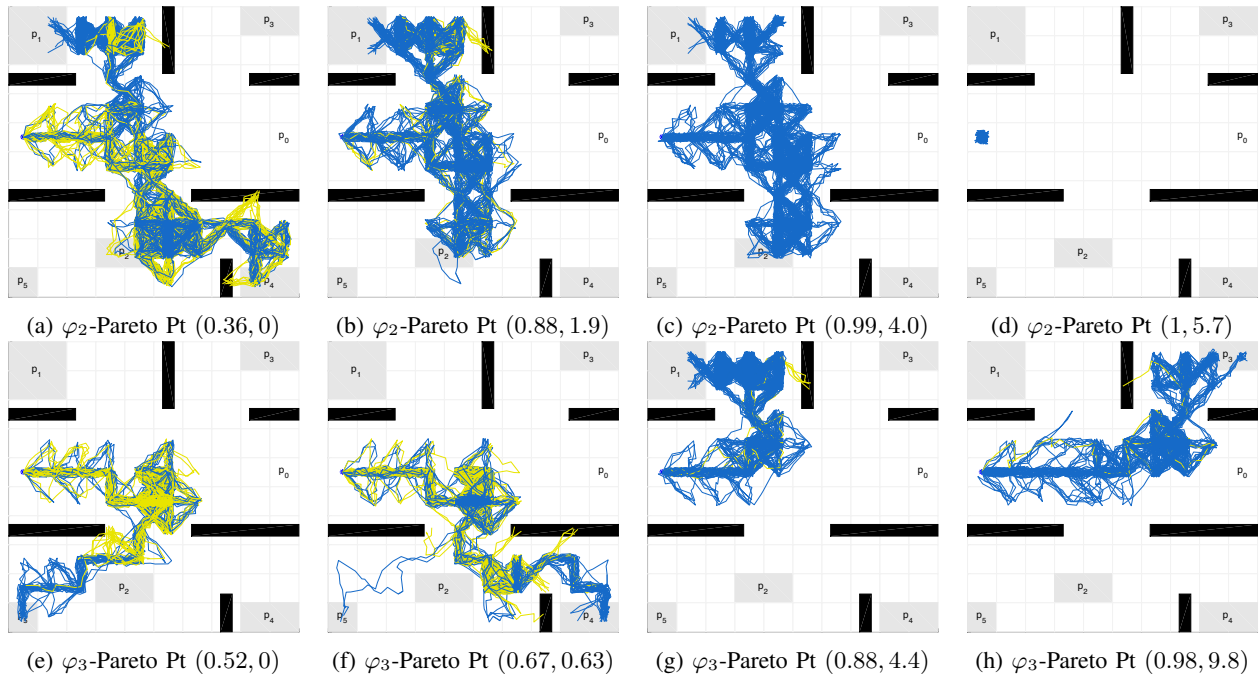 p1 p3 p0 p2 p5 p4
p1 p3 p0 p2 p5 p4
p1 p3 p0 p2 p5 p4
p1 p3 p0 p2 p5 p4
(a) φ2-Pareto Pt (0.36, 0)
(b) φ2-Pareto Pt (0.88, 1.9)
(c) φ2-Pareto Pt (0.99, 4.0)
(d) φ2-Pareto Pt (1, 5.7)
p1 p3 p0 p2 p4
p1 p3 p0 p2 p5 p4
p1 p3 p0 p2 p5 p4
p1 p3 p0 p2 p5 p4
(e) φ3-Pareto Pt (0.52, 0)
(f) φ3-Pareto Pt (0.67, 0.63)
(g) φ3-Pareto Pt (0.88, 4.4)
(h) φ3-Pareto Pt (0.98, 9.8)